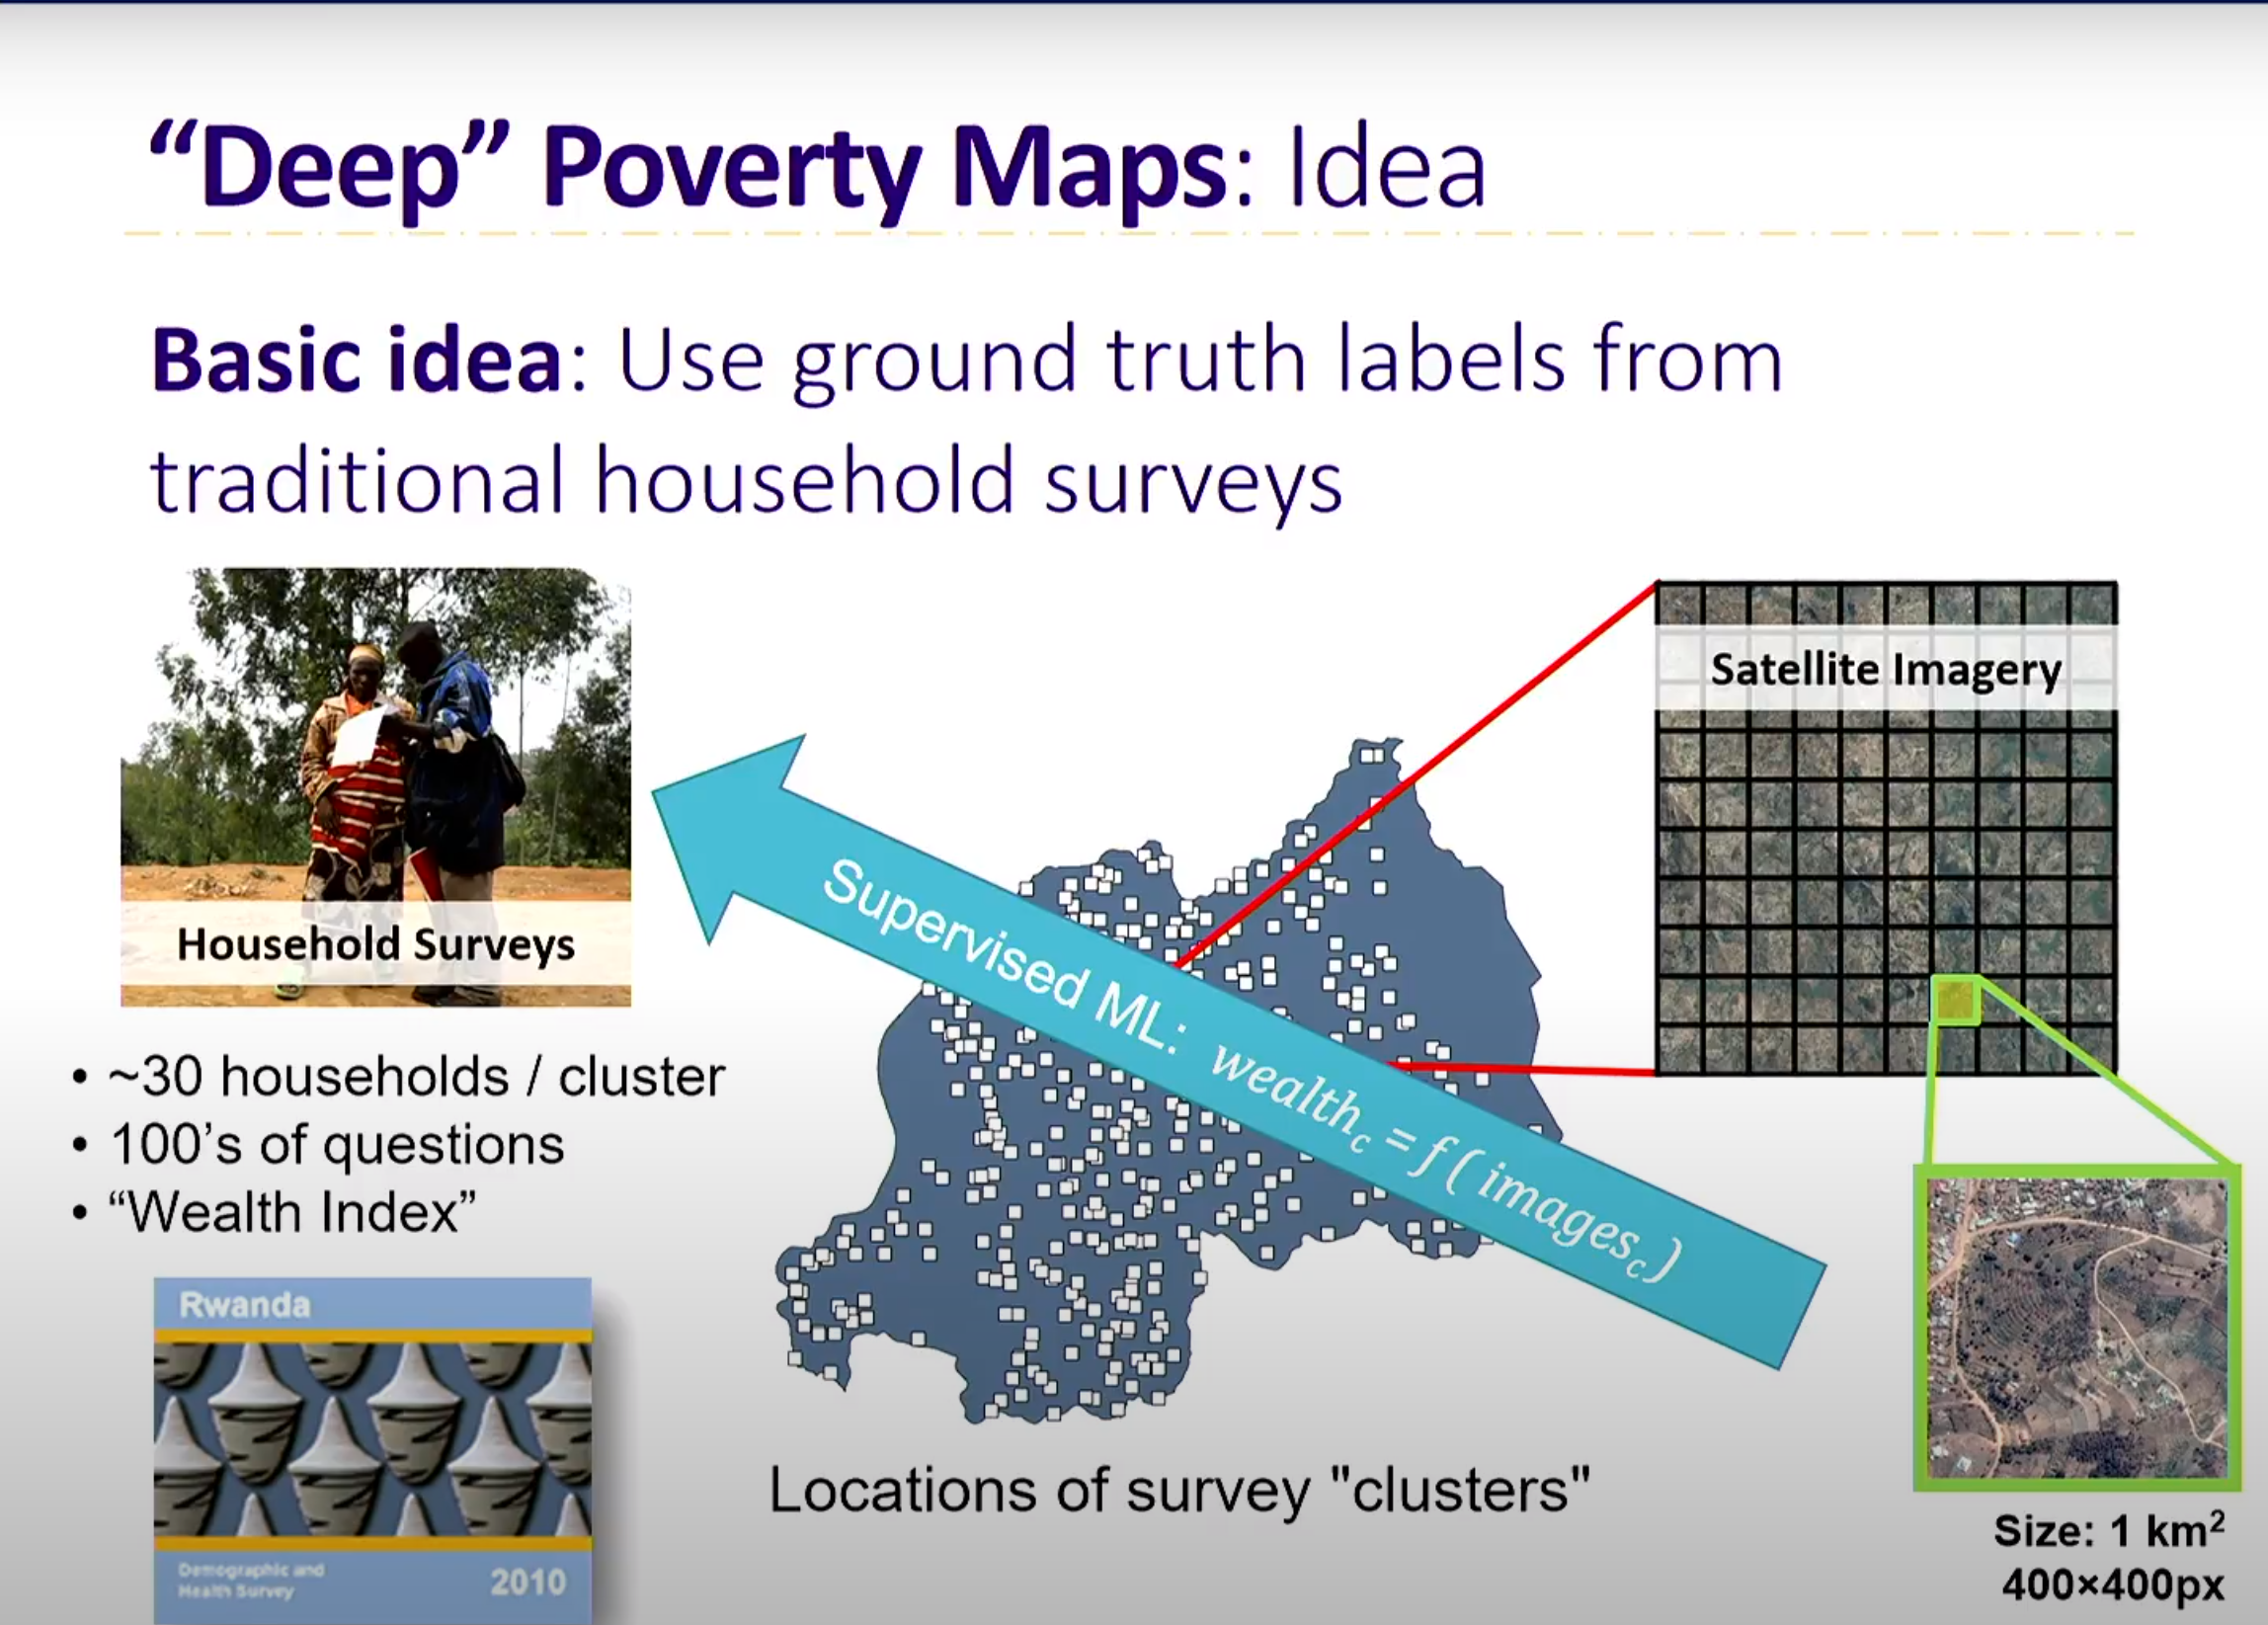 “Deep” Poverty Maps: Idea
Basic idea: Use ground truth labels from
traditional household surveys
Household Surveys
• ~30 households / cluster
• 100’s of questions
• “Wealth Index”
Rwanda
Demographic and
Health Survey
2010
Supervised ML: wealth_c = f ( images_c )
Locations of survey "clusters"
Satellite Imagery
Size: 1 km²
400×400px